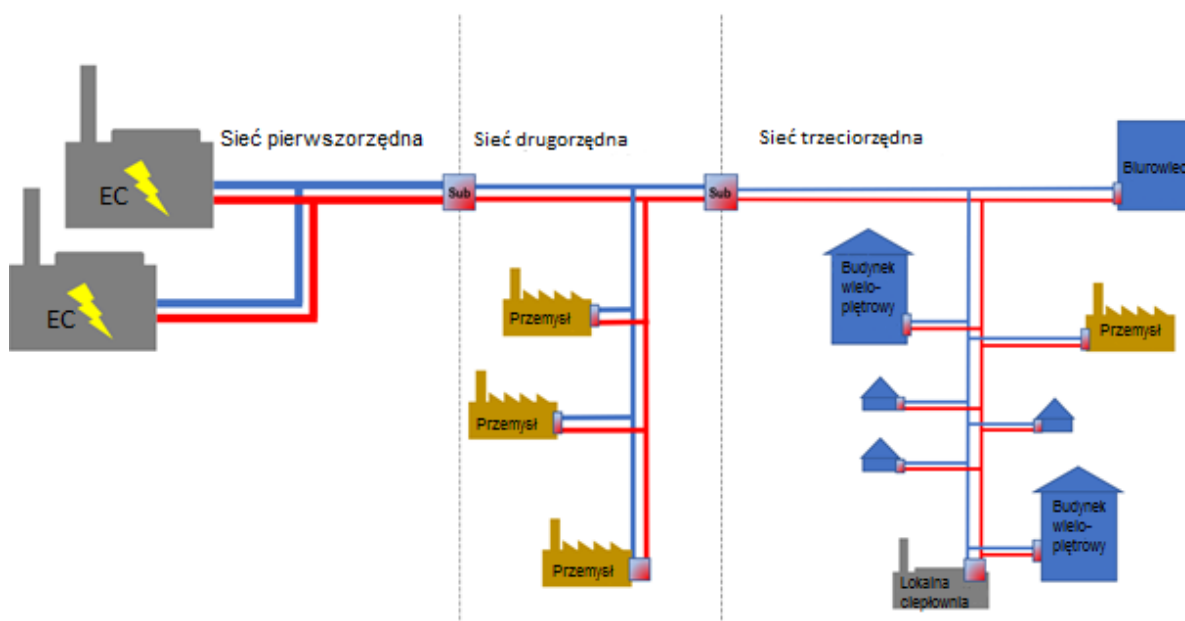 Sieć pierwszorzędna
Sieć drugorzędna
Sieć trzeciorzędna
EC
Sub
Sub
Biurowiec
EC
Budynek
wielo-
piętrowy
Przemysł
Przemysł
Przemysł
Budynek
wielo-
piętrowy
Przemysł
Lokalna
ciepłownia